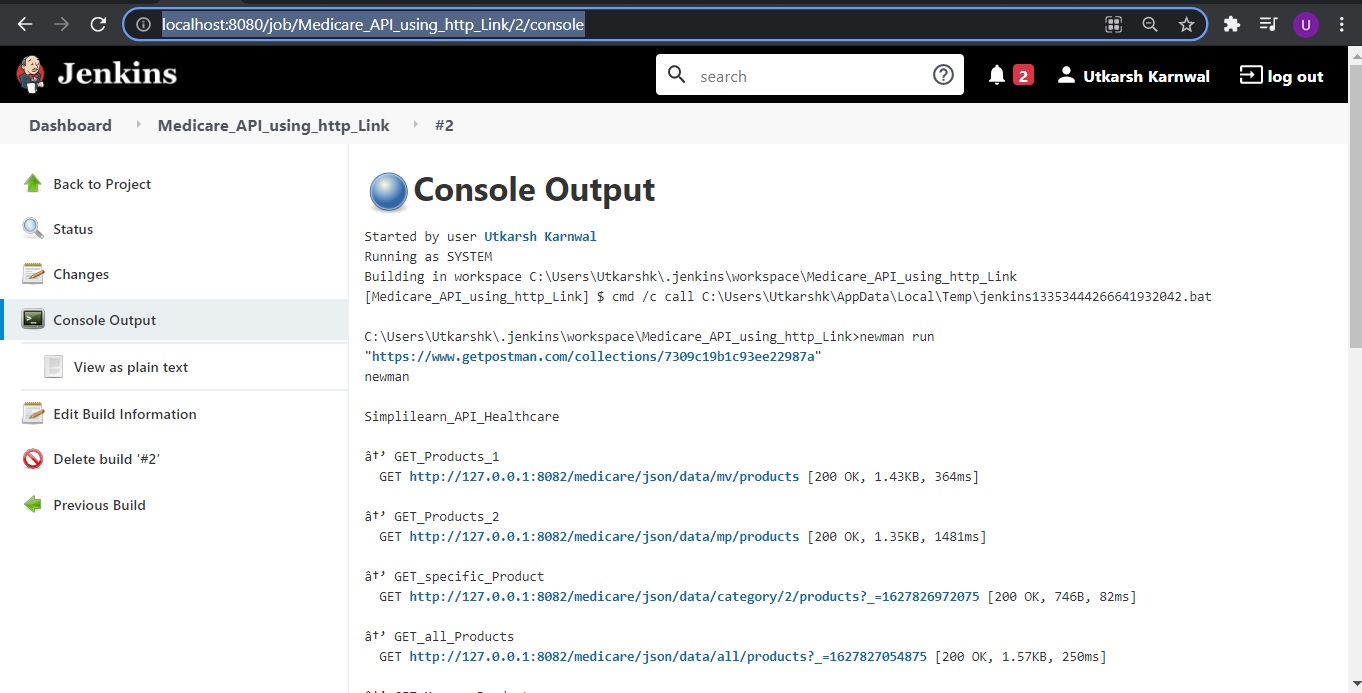 localhost:8080/job/Medicare_API_using_http_Link/2/console
U
Jenkins
search
2
Utkarsh Karnwal
log out
Dashboard
Medicare_API_using_http_Link
#2
Back to Project
Status
Changes
Console Output
View as plain text
Edit Build Information
Delete build ‘#2’
Previous Build
Console Output
Started by user Utkarsh Karnwal
Running as SYSTEM
Building in workspace C:\Users\Utkarshk\.jenkins\workspace\Medicare_API_using_http_Link
[Medicare_API_using_http_Link] $ cmd /c call C:\Users\Utkarshk\AppData\Local\Temp\jenkins13353444266641932042.bat
C:\Users\Utkarshk\.jenkins\workspace\Medicare_API_using_http_Link>newman run
"https://www.getpostman.com/collections/7309c19b1c93ee22987a"
newman
Simplilearn_API_Healthcare
â†’ GET_Products_1
GET http://127.0.0.1:8082/medicare/json/data/mv/products [200 OK, 1.43KB, 364ms]
â†’ GET_Products_2
GET http://127.0.0.1:8082/medicare/json/data/mp/products [200 OK, 1.35KB, 1481ms]
â†’ GET_specific_Product
GET http://127.0.0.1:8082/medicare/json/data/category/2/products?_=1627826972075 [200 OK, 746B, 82ms]
â†’ GET_all_Products
GET http://127.0.0.1:8082/medicare/json/data/all/products?_=1627827054875 [200 OK, 1.57KB, 250ms]